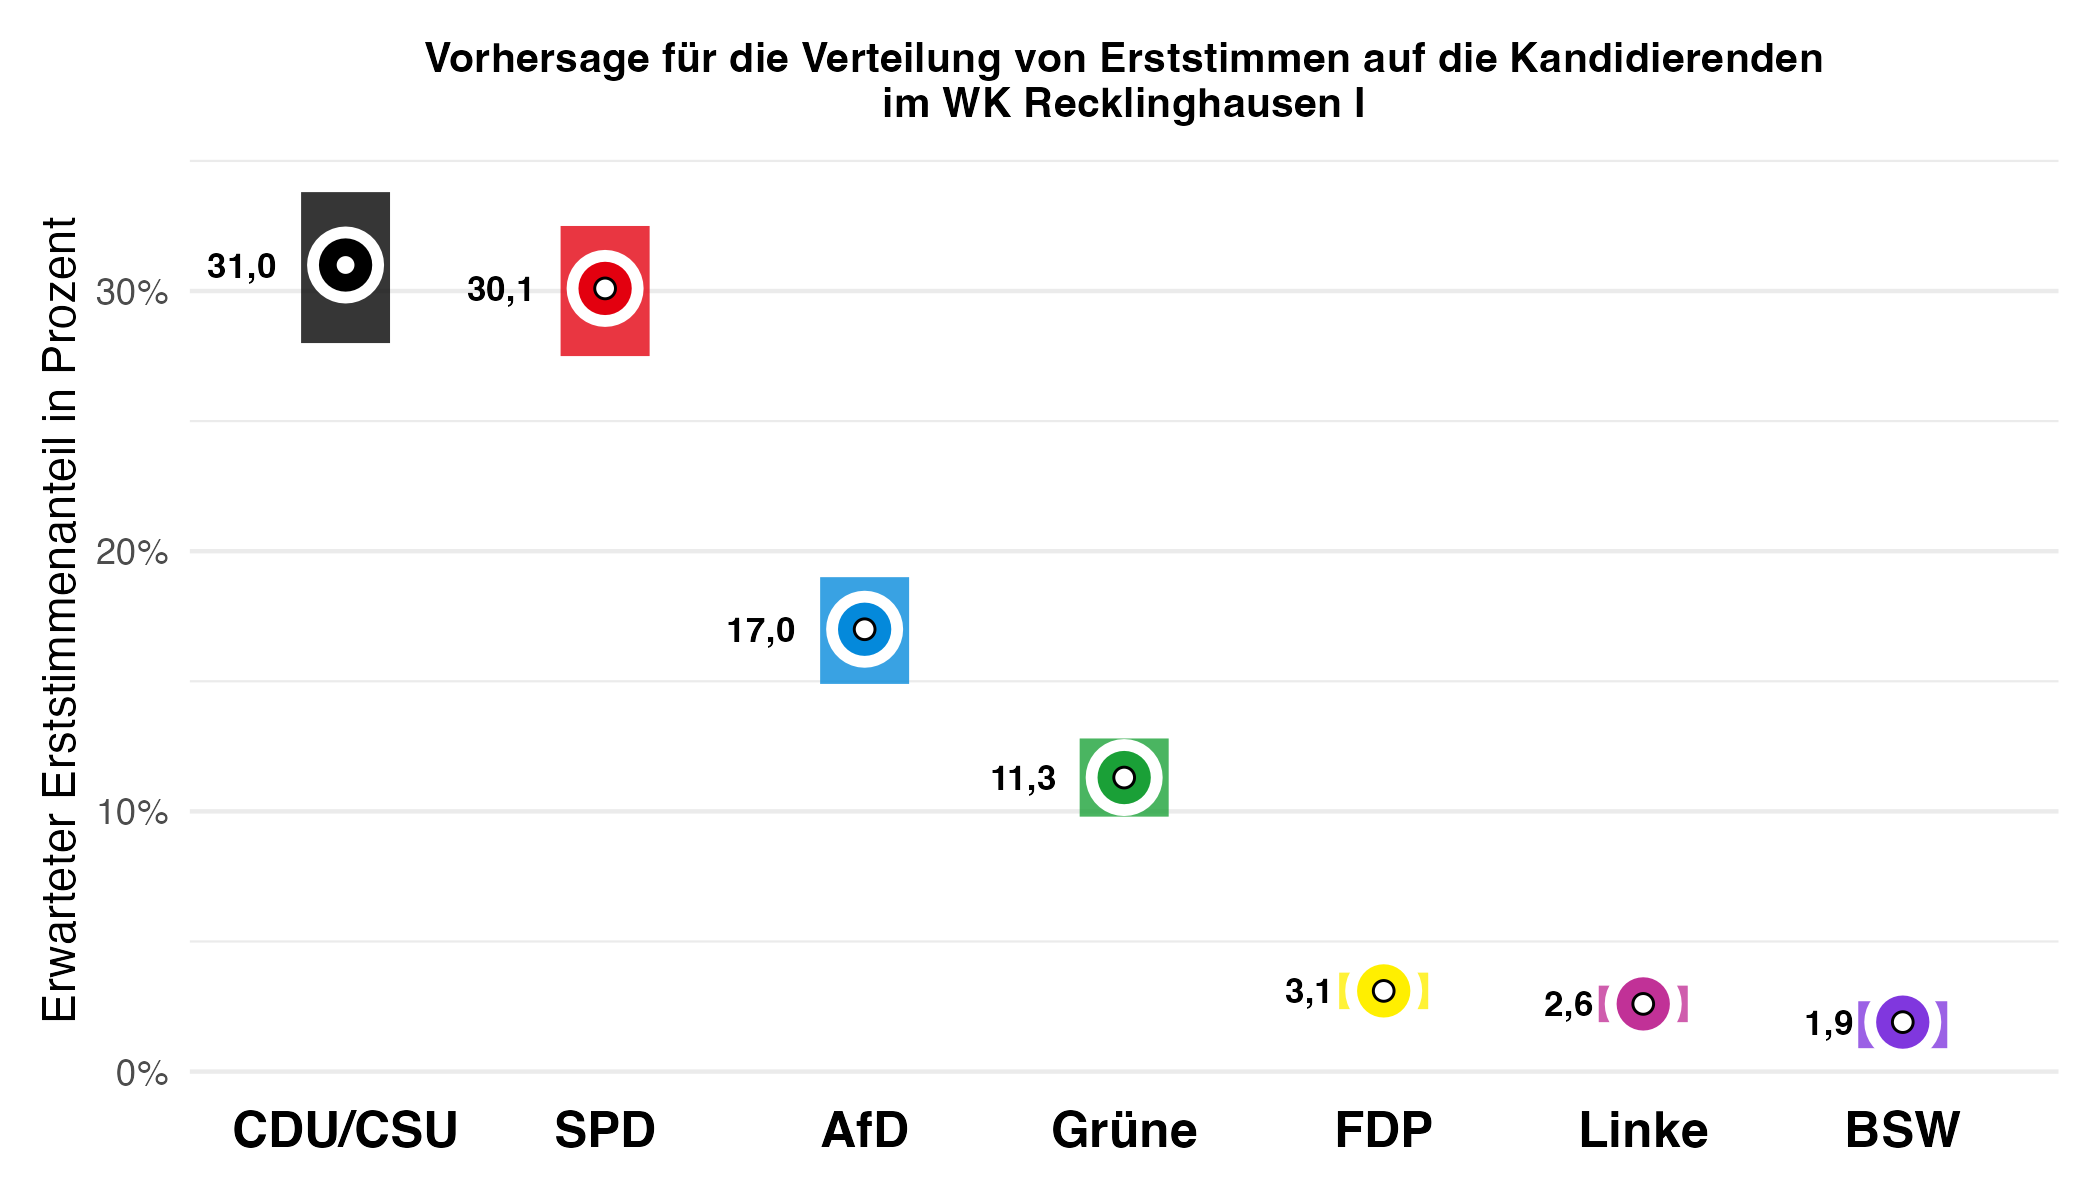 Vorhersage für die Verteilung von Erststimmen auf die Kandidierenden
im WK Recklinghausen I
Erwarteter Erststimmenanteil in Prozent
30%
20%
10%
0%
31,0
30,1
17,0
11,3
3,1
2,6
1,9
CDU/CSU
SPD
AfD
Grüne
FDP
Linke
BSW